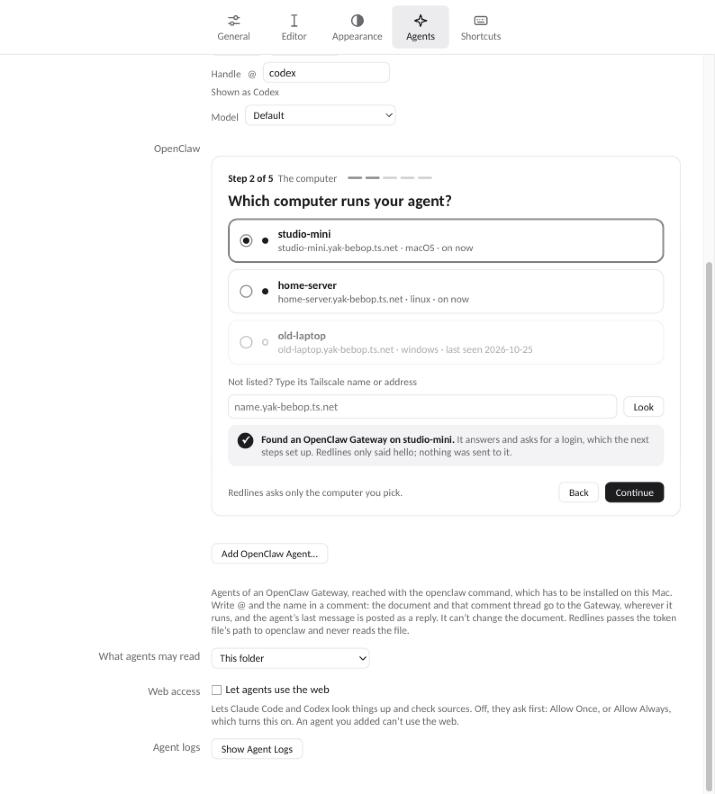 General
Editor
Appearance
Agents
Shortcuts
Handle @ codex
Shown as Codex
Model Default
OpenClaw
Step 2 of 5 The computer
Which computer runs your agent?
studio-mini
studio-mini.yak-bebop.ts.net · macOS · on now
home-server
home-server.yak-bebop.ts.net · linux · on now
old-laptop
old-laptop.yak-bebop.ts.net · windows · last seen 2026-10-25
Not listed? Type its Tailscale name or address
name.yak-bebop.ts.net
Look
Found an OpenClaw Gateway on studio-mini. It answers and asks for a login, which the next
steps set up. Redlines only said hello; nothing was sent to it.
Redlines asks only the computer you pick.
Back
Continue
Add OpenClaw Agent...
Agents of an OpenClaw Gateway, reached with the openclaw command, which has to be installed on this Mac.
Write @ and the name in a comment: the document and that comment thread go to the Gateway, wherever it
runs, and the agent's last message is posted as a reply. It can't change the document. Redlines passes the token
file's path to openclaw and never reads the file.
What agents may read This folder
Web access Let agents use the web
Lets Claude Code and Codex look things up and check sources. Off, they ask first: Allow Once, or Allow Always,
which turns this on. An agent you added can't use the web.
Agent logs Show Agent Logs